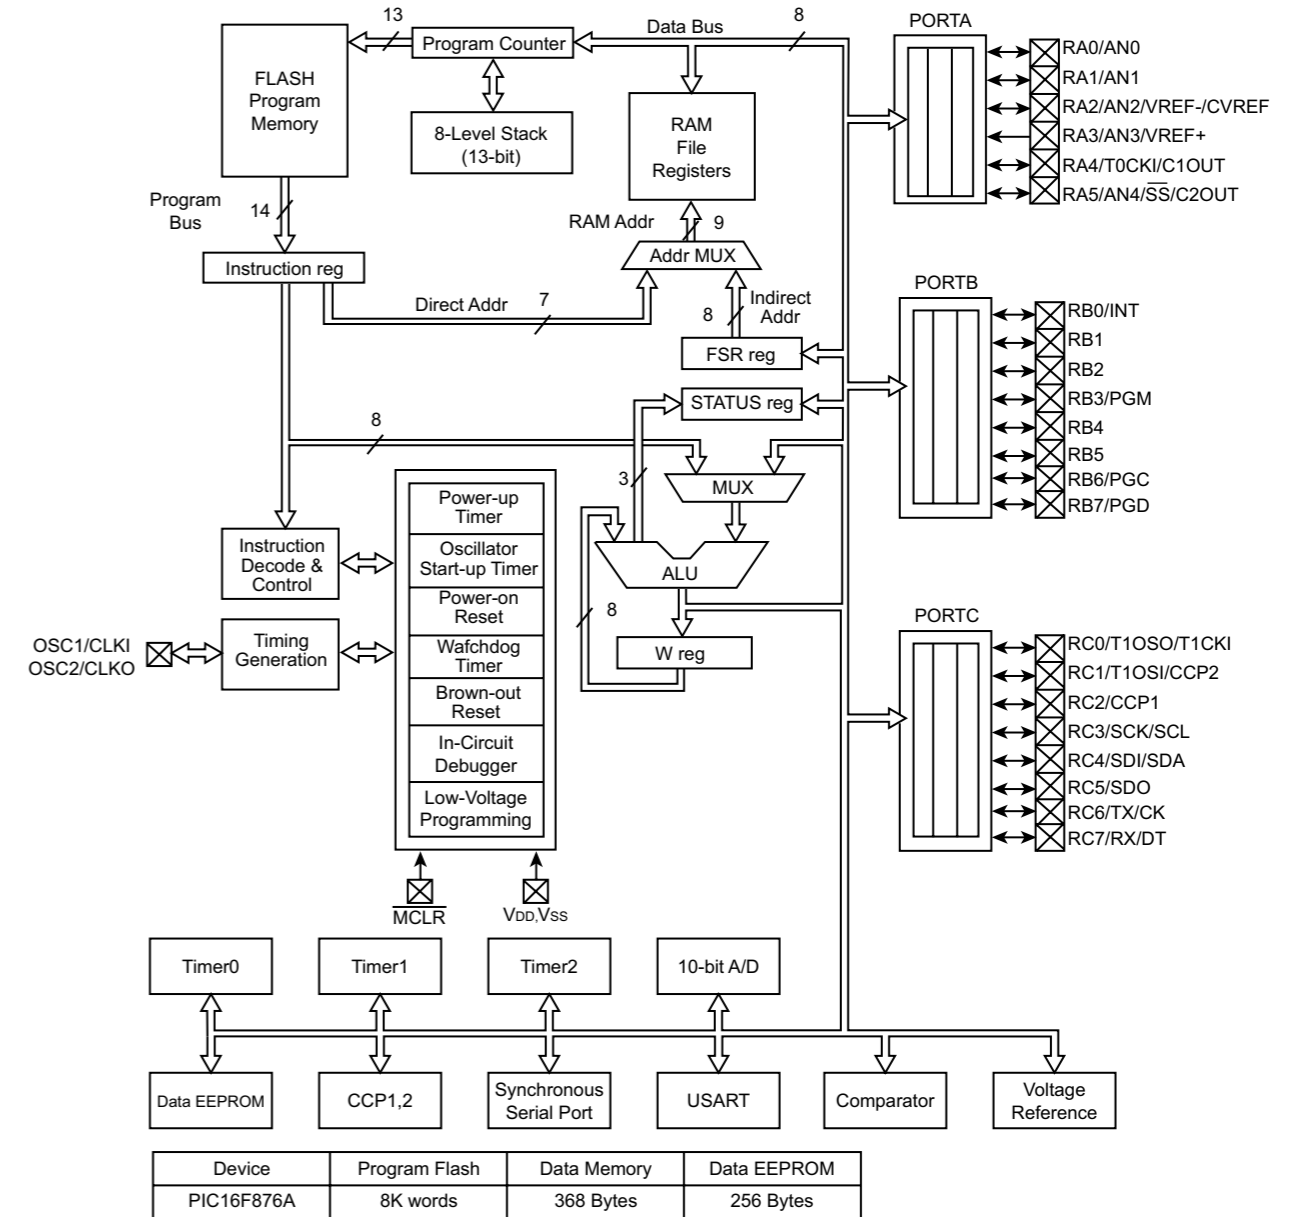 13
Data Bus
8
PORTA
FLASH
Program
Memory
Program Counter
8-Level Stack
(13-bit)
RAM
File
Registers
RA0/AN0
RA1/AN1
RA2/AN2/VREF-/CVREF
RA3/AN3/VREF+
RA4/T0CKI/C1OUT
RA5/AN4/S̅S̅/C2OUT
Program
Bus
14
RAM Addr
9
Instruction reg
Addr MUX
Direct Addr
7
8
Indirect
Addr
FSR reg
STATUS reg
PORTB
RB0/INT
RB1
RB2
RB3/PGM
RB4
RB5
RB6/PGC
RB7/PGD
8
3
MUX
ALU
8
W reg
Instruction
Decode &
Control
Timing
Generation
OSC1/CLKI
OSC2/CLKO
Power-up
Timer
Oscillator
Start-up Timer
Power-on
Reset
Wafchdog
Timer
Brown-out
Reset
In-Circuit
Debugger
Low-Voltage
Programming
M̅C̅L̅R̅
VDD,VSS
PORTC
RC0/T1OSO/T1CKI
RC1/T1OSI/CCP2
RC2/CCP1
RC3/SCK/SCL
RC4/SDI/SDA
RC5/SDO
RC6/TX/CK
RC7/RX/DT
Timer0
Timer1
Timer2
10-bit A/D
Data EEPROM
CCP1,2
Synchronous
Serial Port
USART
Comparator
Voltage
Reference
Device Program Flash Data Memory Data EEPROM
PIC16F876A 8K words 368 Bytes 256 Bytes